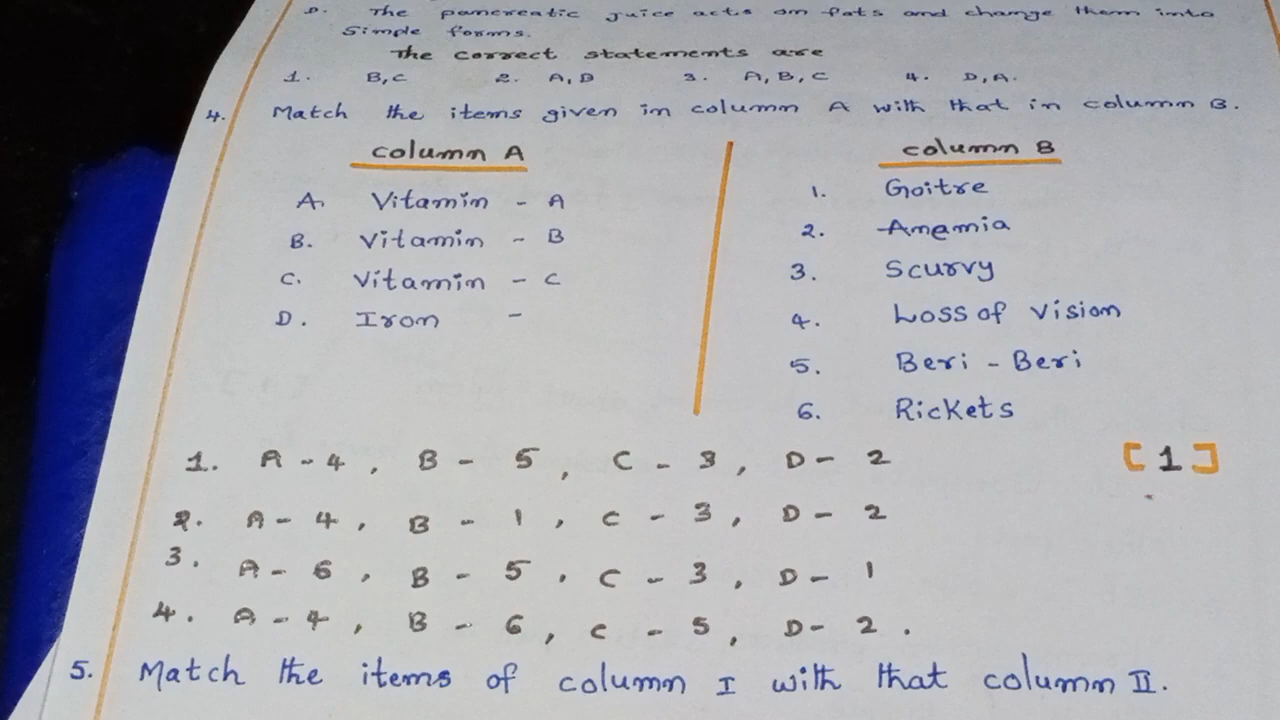 D. The pancreatic juice acts on fats and change them into
Simple forms.
The correct statements are
1. B,C 2. A,D 3. A,B,C 4. D,A.
4. Match the items given in column A with that in column B.
column A column B
A. Vitamin - A 1. Goitre
B. Vitamin - B 2. Anemia
C. Vitamin - C 3. Scurvy
D. Iron - 4. Loss of vision
5. Beri - Beri
6. Rickets
1. A - 4, B - 5, C - 3, D - 2 [1]
2. A - 4, B - 1, C - 3, D - 2
3. A - 6, B - 5, C - 3, D - 1
4. A - 4, B - 6, C - 5, D - 2.
5. Match the items of column I with that column II.